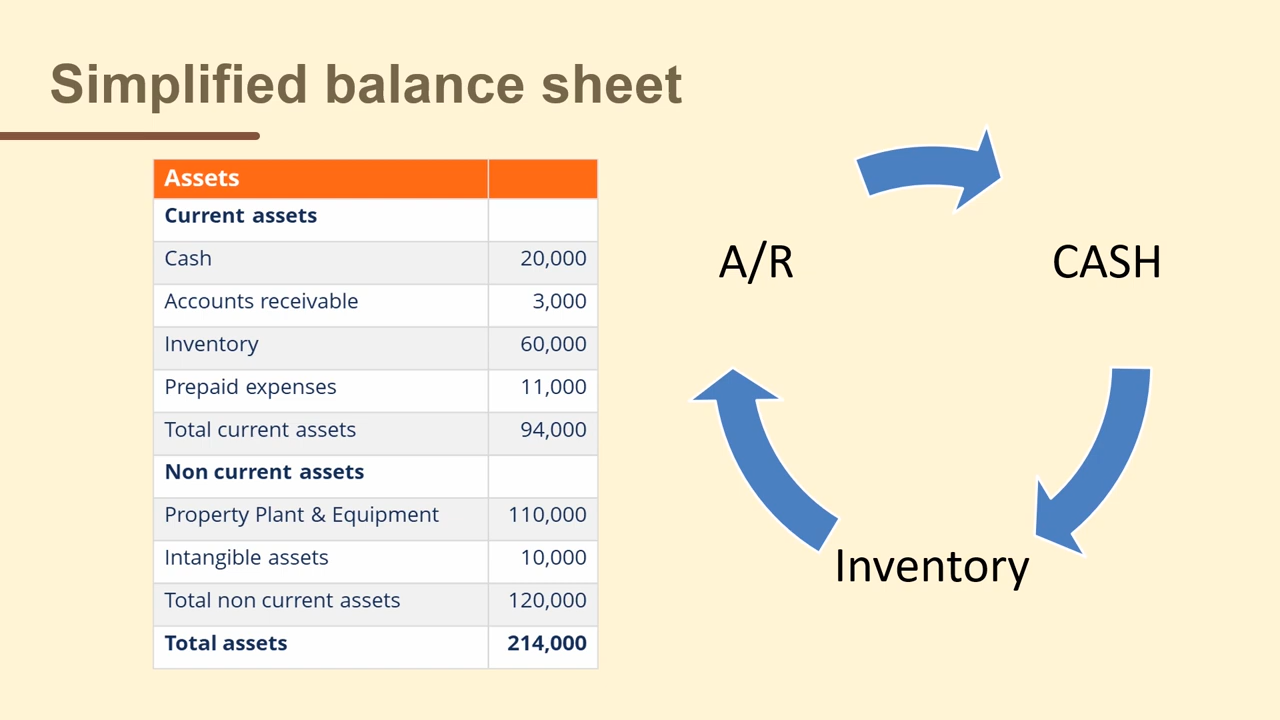 Simplified balance sheet
Assets
Current assets
Cash 20,000
Accounts receivable 3,000
Inventory 60,000
Prepaid expenses 11,000
Total current assets 94,000
Non current assets
Property Plant & Equipment 110,000
Intangible assets 10,000
Total non current assets 120,000
Total assets 214,000
A/R
CASH
Inventory